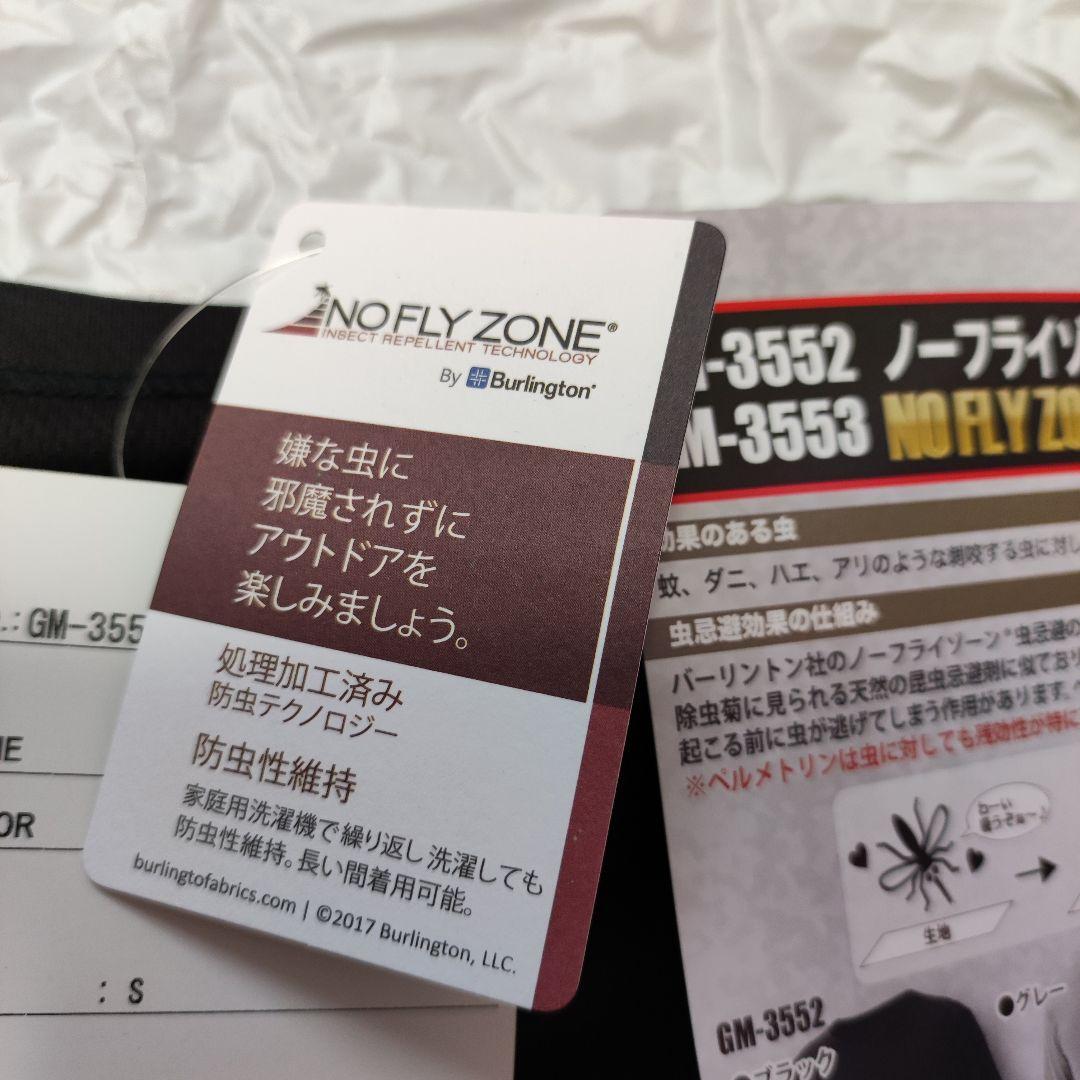 NO FLY ZONE®
INSECT REPELLENT TECHNOLOGY
By Burlington®
嫌な虫に
邪魔されずに
アウトドアを
楽しみましょう。
処理加工済み
防虫テクノロジー
防虫性維持
家庭用洗濯機で繰り返し洗濯しても
防虫性維持。長い間着用可能。
burlingtofabrics.com | ©2017 Burlington, LLC.
.:GM-355
E
OR
: S
-3552 ノーフライゾ
M-3553 NO FLY ZO
果のある虫
蚊、ダニ、ハエ、アリのような刺咬する虫に対し
虫忌避効果の仕組み
バーリントン社のノーフライゾーン®虫忌避の
除虫菊に見られる天然の昆虫忌避剤に似ており
起こる前に虫が逃げてしまう作用があります。
※ペルメトリンは虫に対しても残効性が特に
生地
GM-3552
●グレー
●ブラック